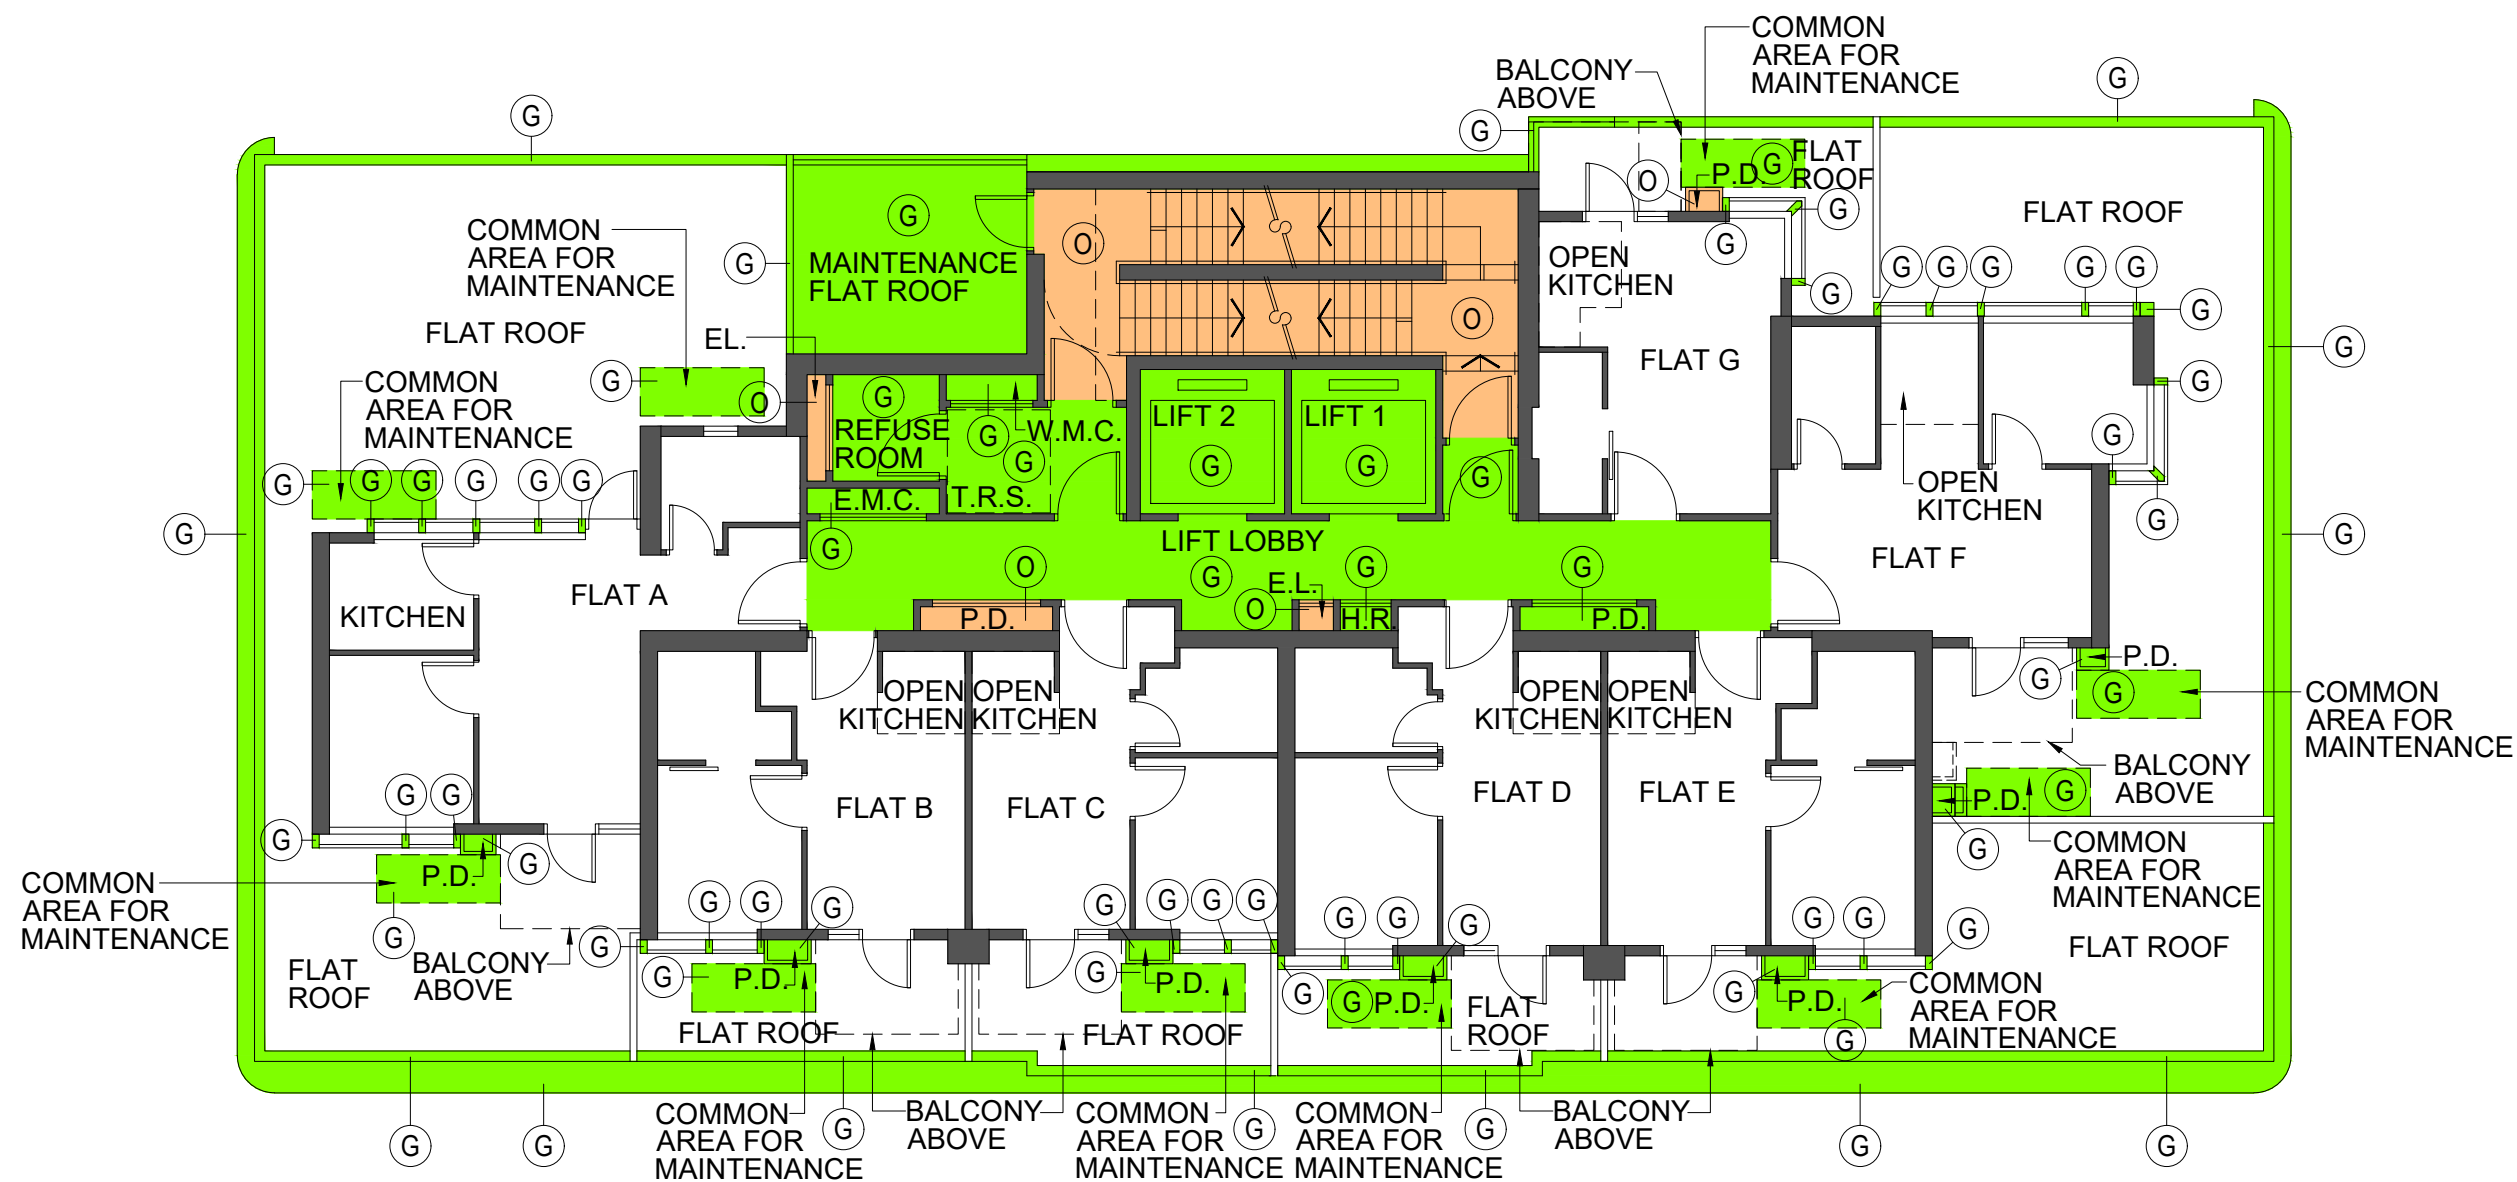 COMMON
AREA FOR
MAINTENANCE
BALCONY
ABOVE
G
G
G
G
FLAT
ROOF
P.D.
G
O
G
FLAT ROOF
COMMON
AREA FOR
MAINTENANCE
FLAT ROOF
G
G
MAINTENANCE
FLAT ROOF
O
O
G
OPEN
KITCHEN
G
G
G
G
G
G
G
EL.
G
O
COMMON
AREA FOR
MAINTENANCE
G
REFUSE
ROOM
G
W.M.C.
G
T.R.S.
E.M.C.
G
LIFT 2
G
LIFT 1
G
G
FLAT G
G
G
G
OPEN
KITCHEN
G
G
G
G
G
G
G
G
G
G
LIFT LOBBY
G
O
G
G
E.L.
O
H.R.
P.D.
P.D.
FLAT F
FLAT A
KITCHEN
OPEN
KITCHEN
OPEN
KITCHEN
OPEN
KITCHEN
OPEN
KITCHEN
P.D.
G
G
COMMON
AREA FOR
MAINTENANCE
BALCONY
ABOVE
P.D.
G
G
COMMON
AREA FOR
MAINTENANCE
FLAT ROOF
FLAT B
FLAT C
FLAT D
FLAT E
G
G
G
G
P.D.
COMMON
AREA FOR
MAINTENANCE
G
FLAT
ROOF
BALCONY
ABOVE
G
G
G
G
G
P.D.
FLAT ROOF
G
G
G
G
G
P.D.
FLAT ROOF
G
G
G
G
G
P.D.
FLAT
ROOF
G
G
G
G
P.D.
G
COMMON
AREA FOR
MAINTENANCE
G
G
COMMON
AREA FOR
MAINTENANCE
G
BALCONY
ABOVE
COMMON
AREA FOR
MAINTENANCE
G
COMMON
AREA FOR
MAINTENANCE
G
BALCONY
ABOVE
G
G